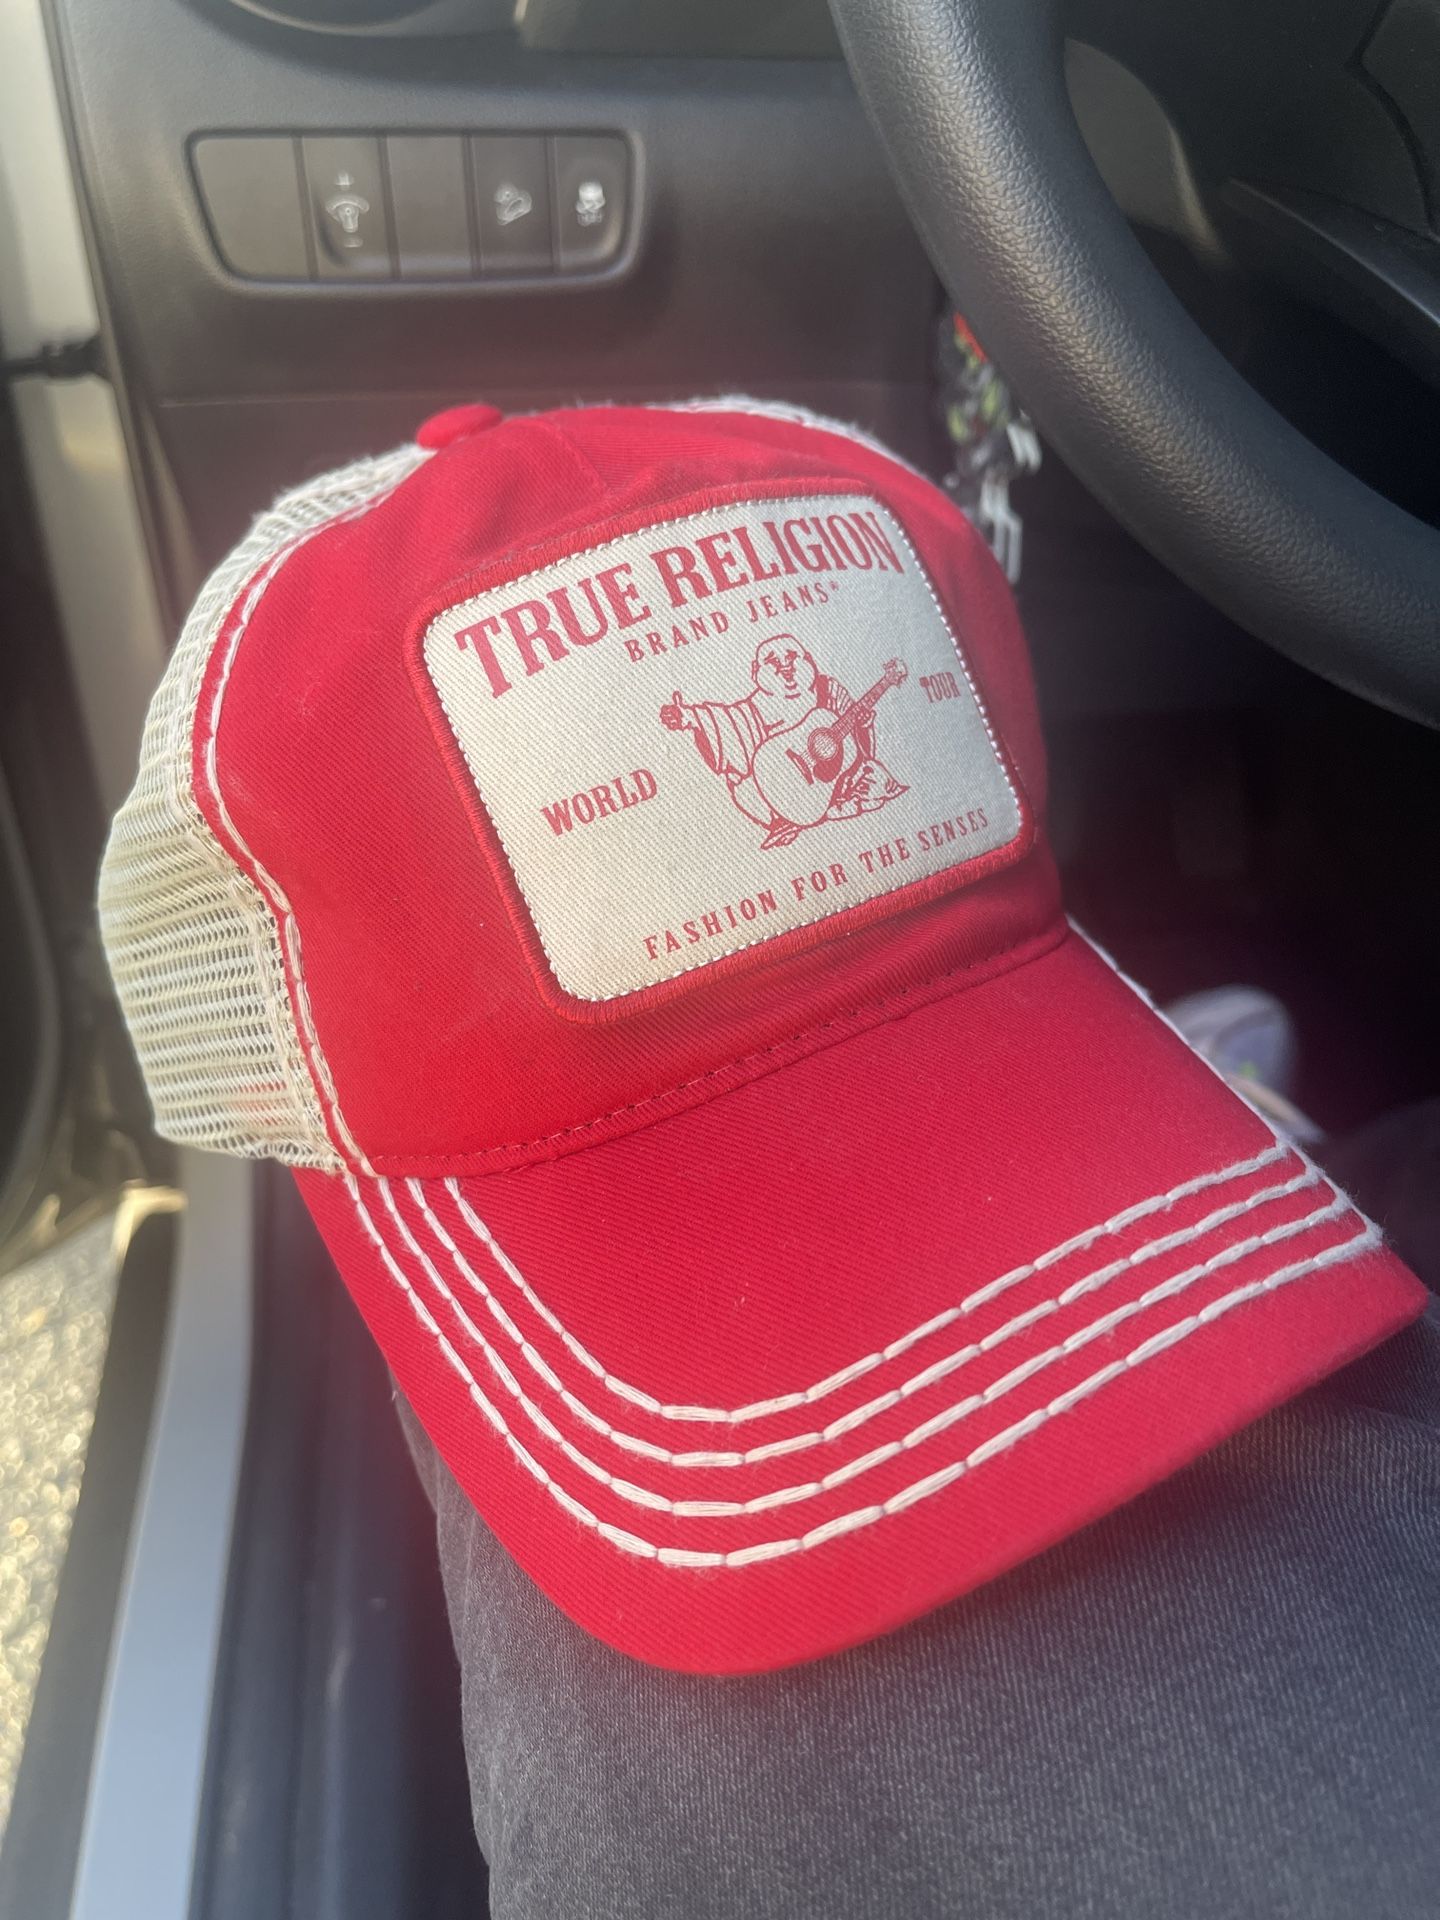 TRUE RELIGION
BRAND JEANS®
WORLD TOUR
FASHION FOR THE SENSES